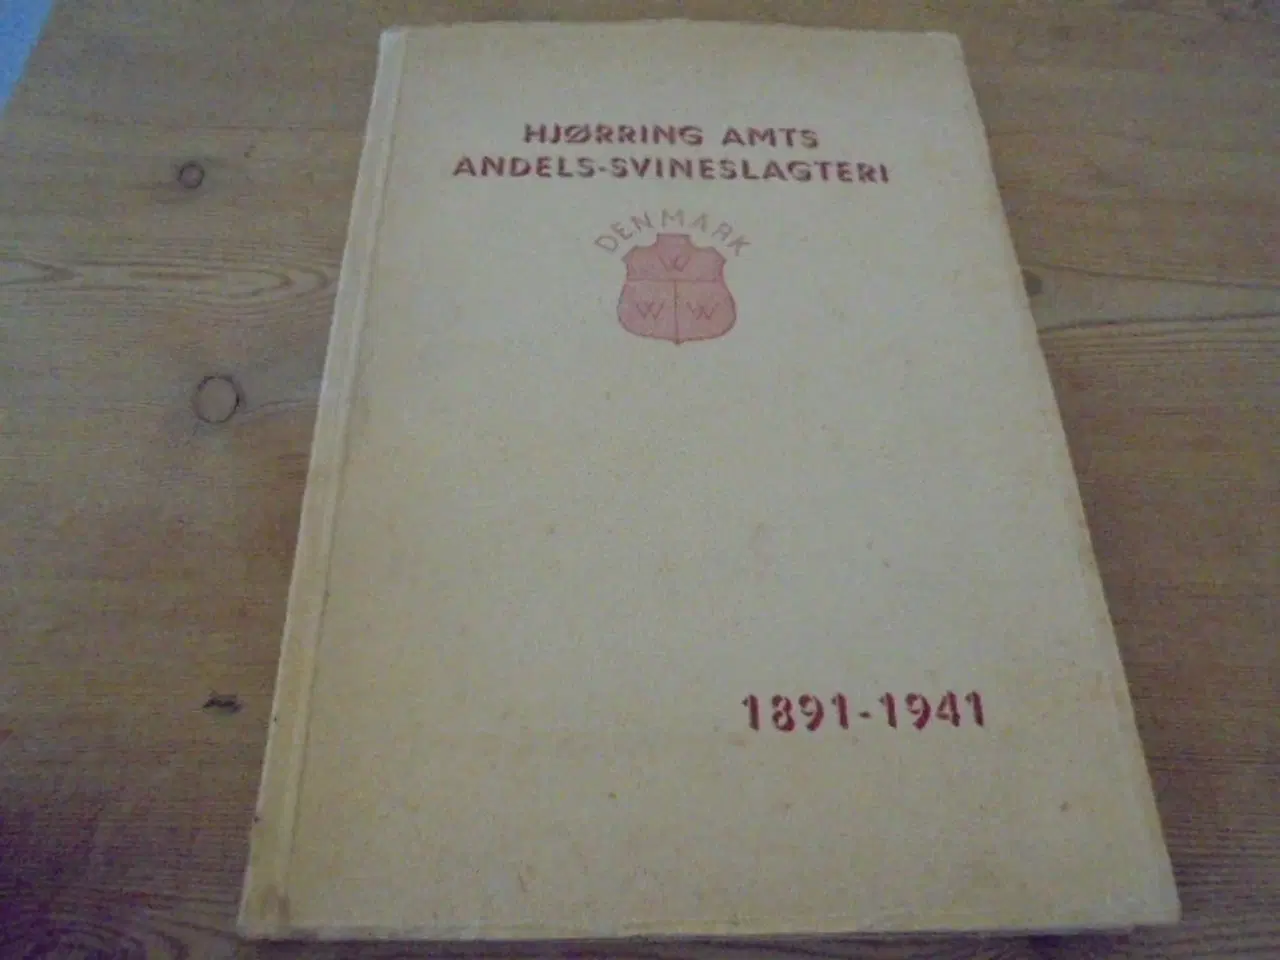 HJØRRING AMTS
ANDELS-SVINESLAGTERI
DENMARK
W
W W
1891-1941